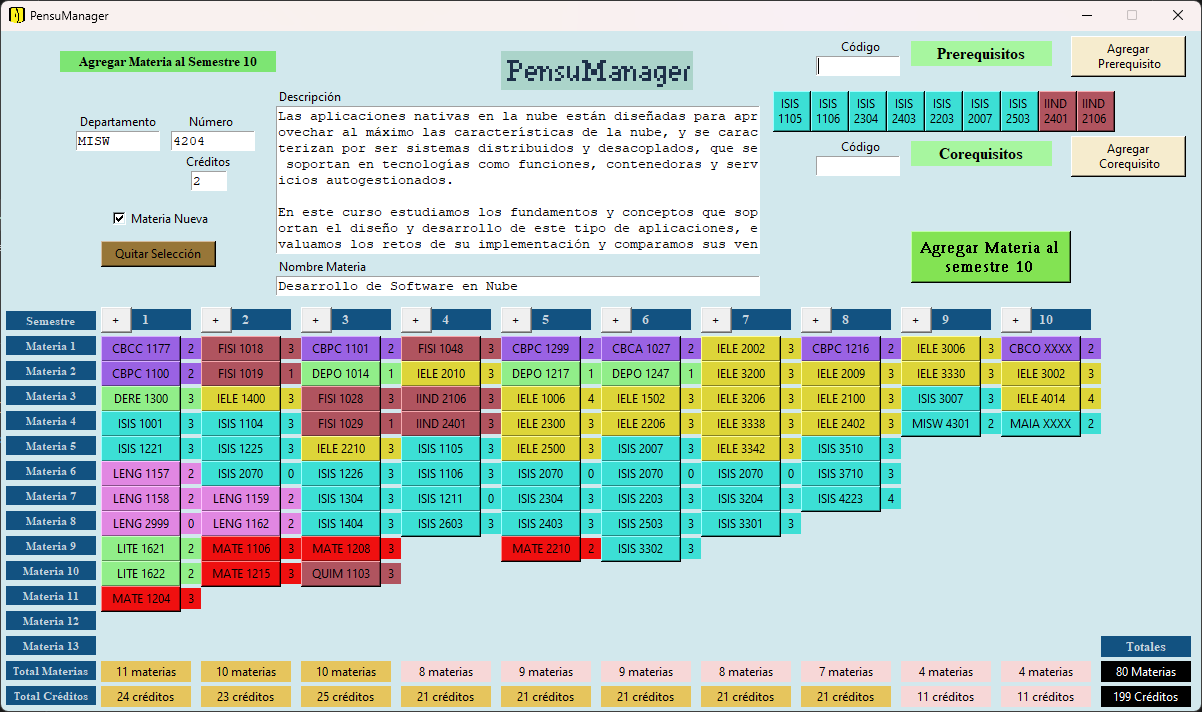 PensuManager
Agregar Materia al Semestre 10
PensuManager
Código
Prerequisitos
Agregar
Prerequisito
Departamento
MISW
Número
4204
Créditos
2
Materia Nueva
Quitar Selección
Descripción
Las aplicaciones nativas en la nube están diseñadas para apr
ovechar al máximo las características de la nube, y se carac
terizan por ser sistemas distribuidos y desacoplados, que se
soportan en tecnologías como funciones, contenedoras y serv
icios autogestionados.
En este curso estudiamos los fundamentos y conceptos que sop
ortan el diseño y desarrollo de este tipo de aplicaciones, e
valuamos los retos de su implementación y comparamos sus ven
Nombre Materia
Desarrollo de Software en Nube
ISIS 1105 ISIS 1106 ISIS 2304 ISIS 2403 ISIS 2203 ISIS 2007 ISIS 2503 IIND 2401 IIND 2106
Código
Corequisitos
Agregar
Corequisito
Agregar Materia al
semestre 10
Semestre + 1 + 2 + 3 + 4 + 5 + 6 + 7 + 8 + 9 + 10
Materia 1 CBCC 1177 2 FISI 1018 3 CBPC 1101 2 FISI 1048 3 CBPC 1299 2 CBCA 1027 2 IELE 2002 3 CBPC 1216 2 IELE 3006 3 CBCO XXXX 2
Materia 2 CBPC 1100 2 FISI 1019 1 DEPO 1014 1 IELE 2010 3 DEPO 1217 1 DEPO 1247 1 IELE 3200 3 IELE 2009 3 IELE 3330 3 IELE 3002 3
Materia 3 DERE 1300 3 IELE 1400 3 FISI 1028 3 IIND 2106 3 IELE 1006 4 IELE 1502 3 IELE 3206 3 IELE 2100 3 ISIS 3007 3 IELE 4014 4
Materia 4 ISIS 1001 3 ISIS 1104 3 FISI 1029 1 IIND 2401 3 IELE 2300 3 IELE 2206 3 IELE 3338 3 IELE 2402 3 MISW 4301 2 MAIA XXXX 2
Materia 5 ISIS 1221 3 ISIS 1225 3 IELE 2210 3 ISIS 1105 3 IELE 2500 3 ISIS 2007 3 IELE 3342 3 ISIS 3510 3
Materia 6 LENG 1157 2 ISIS 2070 0 ISIS 1226 3 ISIS 1106 3 ISIS 2070 0 ISIS 2070 0 ISIS 2070 0 ISIS 3710 3
Materia 7 LENG 1158 2 LENG 1159 2 ISIS 1304 3 ISIS 1211 0 ISIS 2304 3 ISIS 2203 3 ISIS 3204 3 ISIS 4223 4
Materia 8 LENG 2999 0 LENG 1162 2 ISIS 1404 3 ISIS 2603 3 ISIS 2403 3 ISIS 2503 3 ISIS 3301 3
Materia 9 LITE 1621 2 MATE 1106 3 MATE 1208 3 MATE 2210 2 ISIS 3302 3
Materia 10 LITE 1622 2 MATE 1215 3 QUIM 1103 3
Materia 11 MATE 1204 3
Materia 12
Materia 13 Totales
Total Materias 11 materias 10 materias 10 materias 8 materias 9 materias 9 materias 8 materias 7 materias 4 materias 4 materias 80 Materias
Total Créditos 24 créditos 23 créditos 25 créditos 21 créditos 21 créditos 21 créditos 21 créditos 21 créditos 11 créditos 11 créditos 199 Créditos